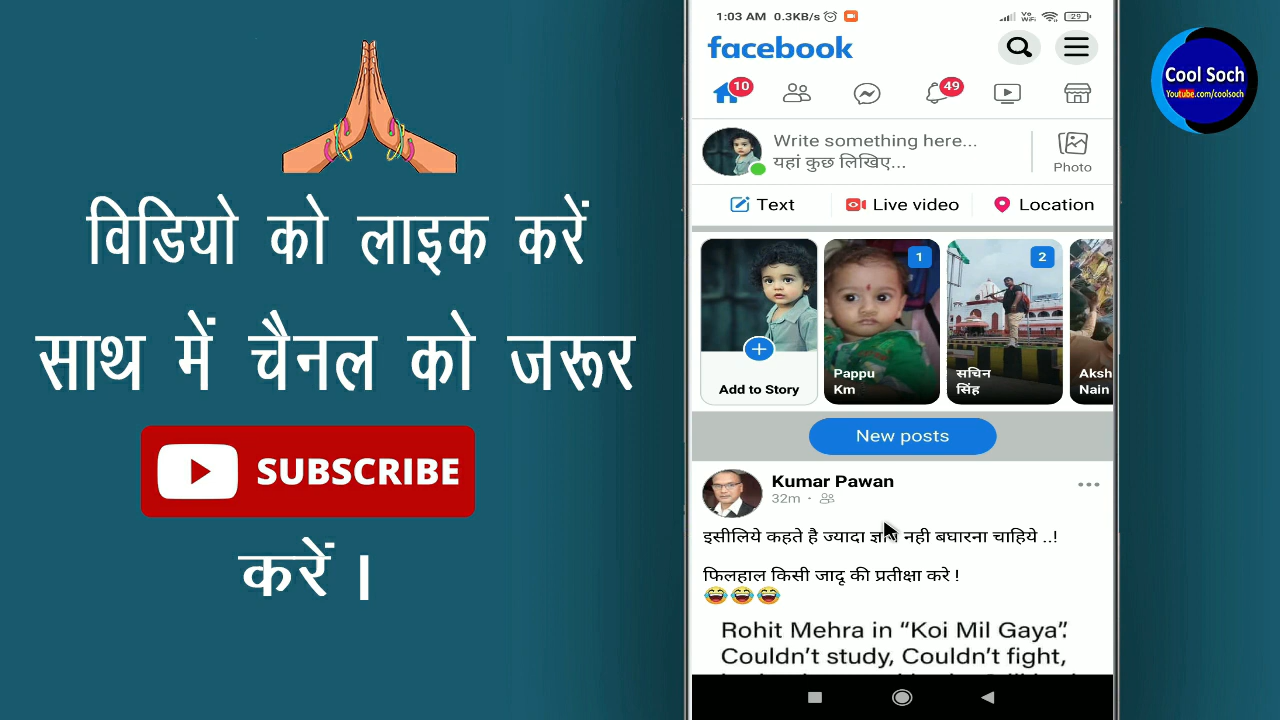 विडियो को लाइक करें
साथ में चैनल को जरूर
SUBSCRIBE
करें ।
1:03 AM 0.3KB/s
Vo WiFi
29
facebook
10
49
Write something here...
यहां कुछ लिखिए...
Photo
Text
Live video
Location
Add to Story
1
Pappu
Km
2
सचिन
सिंह
Aksh
Nain
New posts
Kumar Pawan
32m ·
इसीलिये कहते है ज्यादा नही बघारना चाहिये ..!
फिलहाल किसी जादू की प्रतीक्षा करे !
Rohit Mehra in “Koi Mil Gaya”.
Couldn’t study, Couldn’t fight,
Cool Soch
Youtube.com/coolsoch